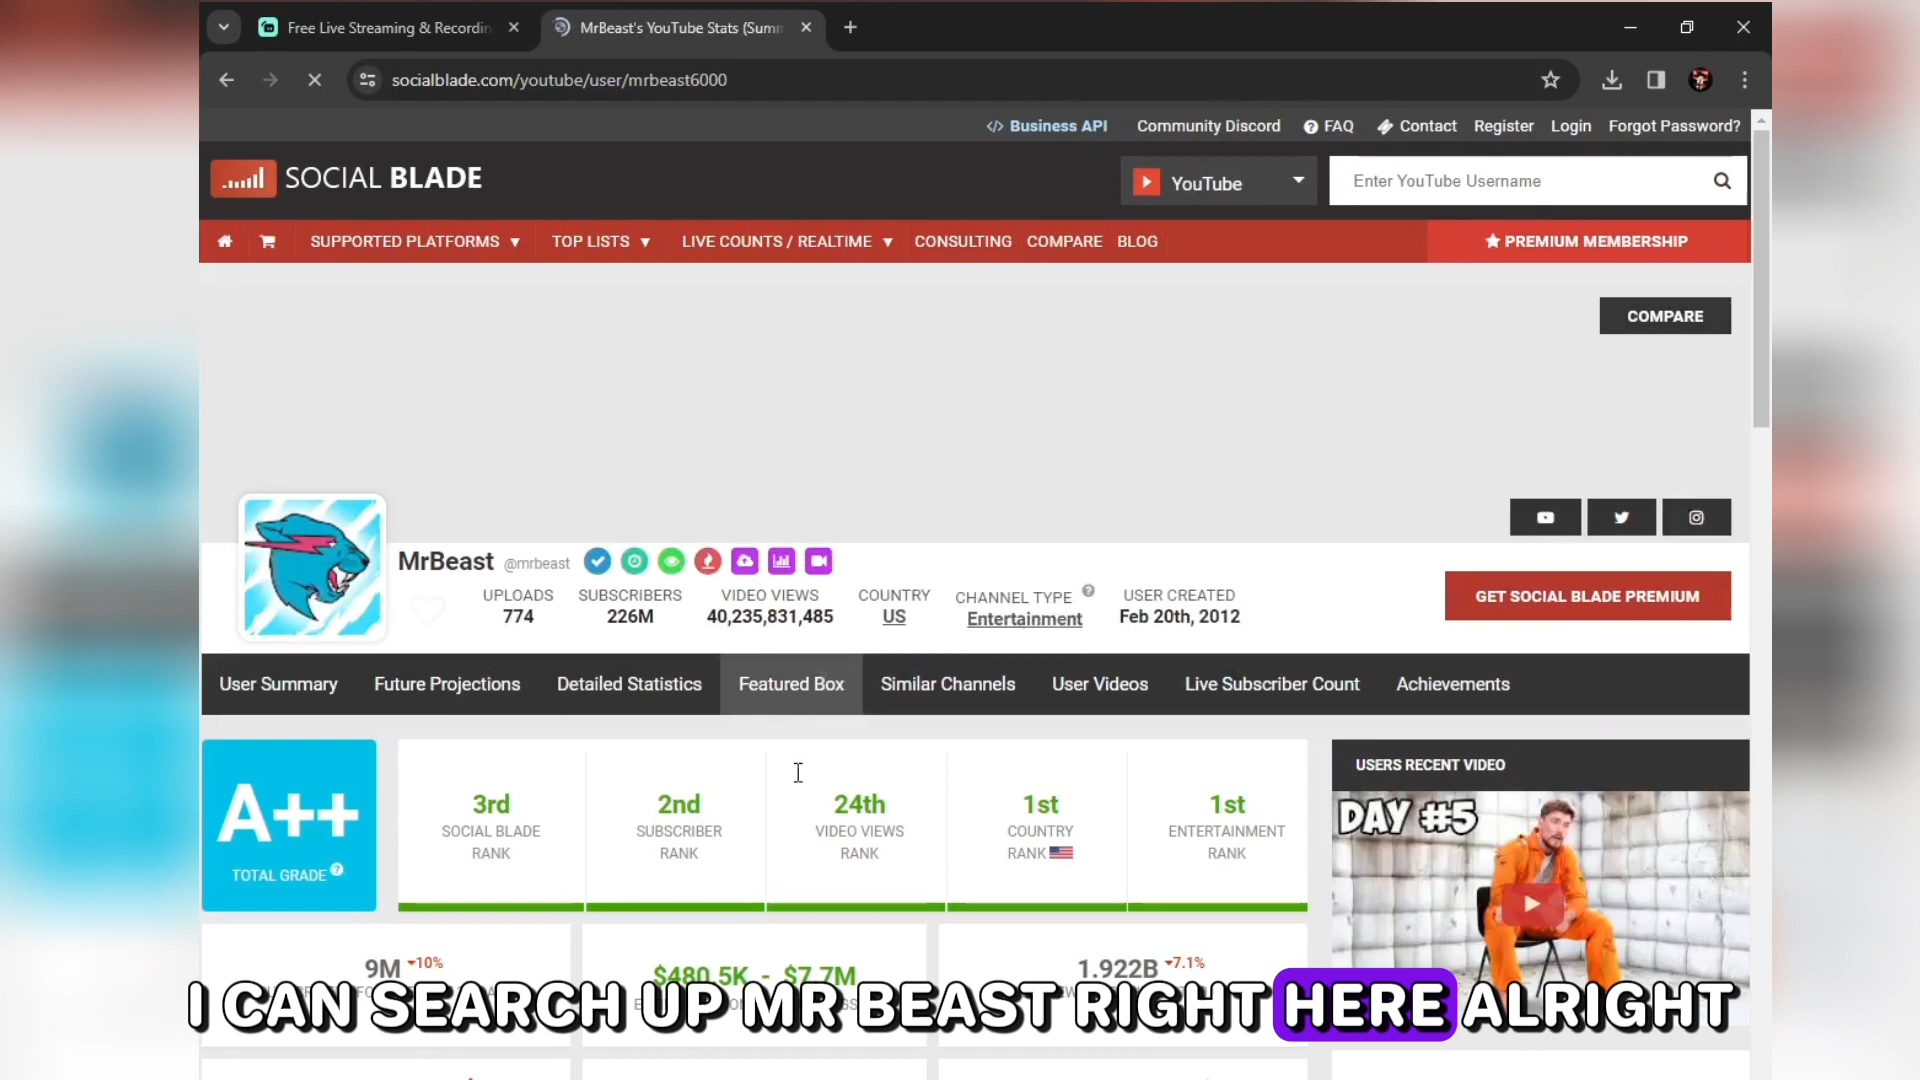 Free Live Streaming & Recordin
MrBeast's YouTube Stats (Summ
socialblade.com/youtube/user/mrbeast6000
</> Business API Community Discord FAQ Contact Register Login Forgot Password?
SOCIAL BLADE
YouTube
Enter YouTube Username
SUPPORTED PLATFORMS ▼ TOP LISTS ▼ LIVE COUNTS / REALTIME ▼ CONSULTING COMPARE BLOG
PREMIUM MEMBERSHIP
COMPARE
MrBeast @mrbeast
UPLOADS SUBSCRIBERS VIDEO VIEWS COUNTRY CHANNEL TYPE USER CREATED
774 226M 40,235,831,485 US Entertainment Feb 20th, 2012
GET SOCIAL BLADE PREMIUM
User Summary Future Projections Detailed Statistics Featured Box Similar Channels User Videos Live Subscriber Count Achievements
A++
TOTAL GRADE
3rd
SOCIAL BLADE
RANK
2nd
SUBSCRIBER
RANK
24th
VIDEO VIEWS
RANK
1st
COUNTRY
RANK
1st
ENTERTAINMENT
RANK
USERS RECENT VIDEO
DAY #5
9M -10%
$480.5K - $7.7M
1.922B -7.1%
I CAN SEARCH UP MR BEAST RIGHT HERE ALRIGHT